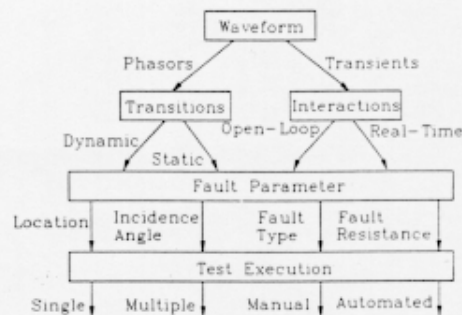 Waveform
Phasors Transients
Transitions Interactions
Dynamic Open-Loop Real-Time
Static
Fault Parameter
Location Incidence Angle Fault Type Fault Resistance
Test Execution
Single Multiple Manual Automated